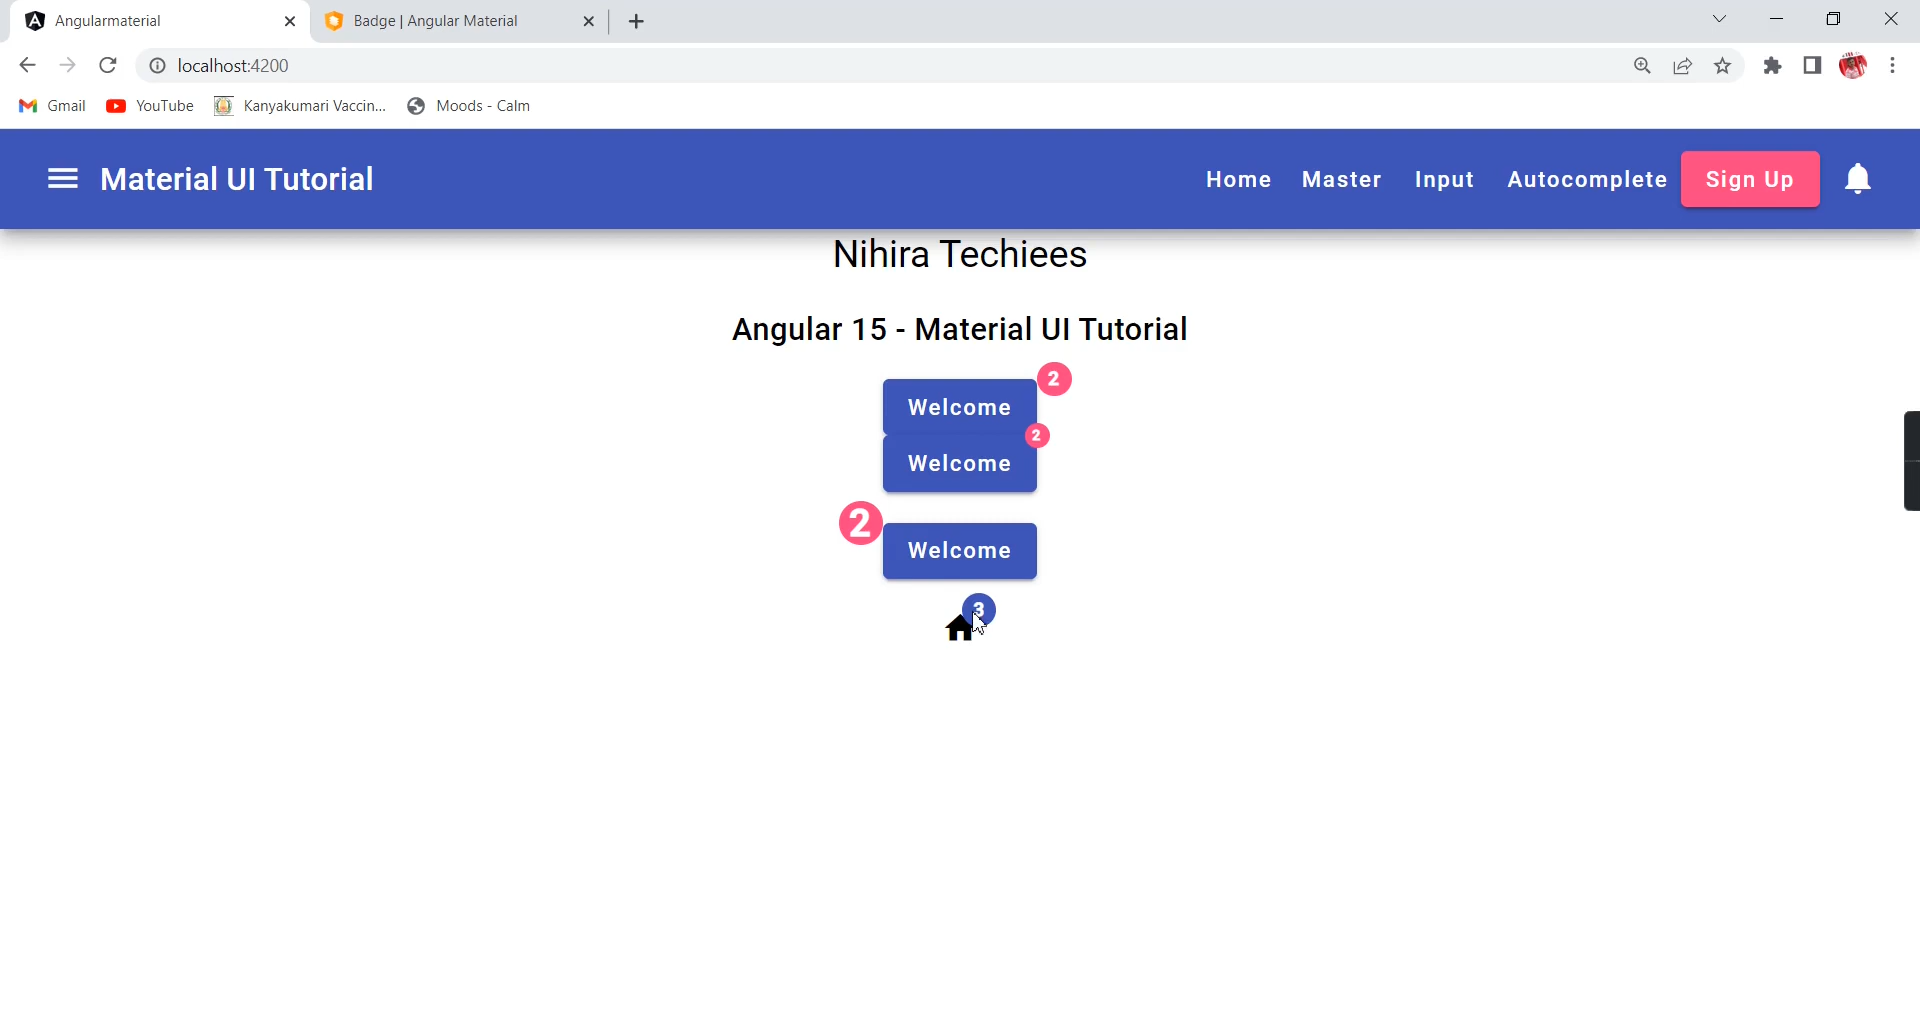 Angularmaterial
Badge | Angular Material
localhost:4200
Gmail
YouTube
Kanyakumari Vaccin...
Moods - Calm
Material UI Tutorial
Home
Master
Input
Autocomplete
Sign Up
Nihira Techiees
Angular 15 - Material UI Tutorial
2
Welcome
2
Welcome
2
Welcome
3